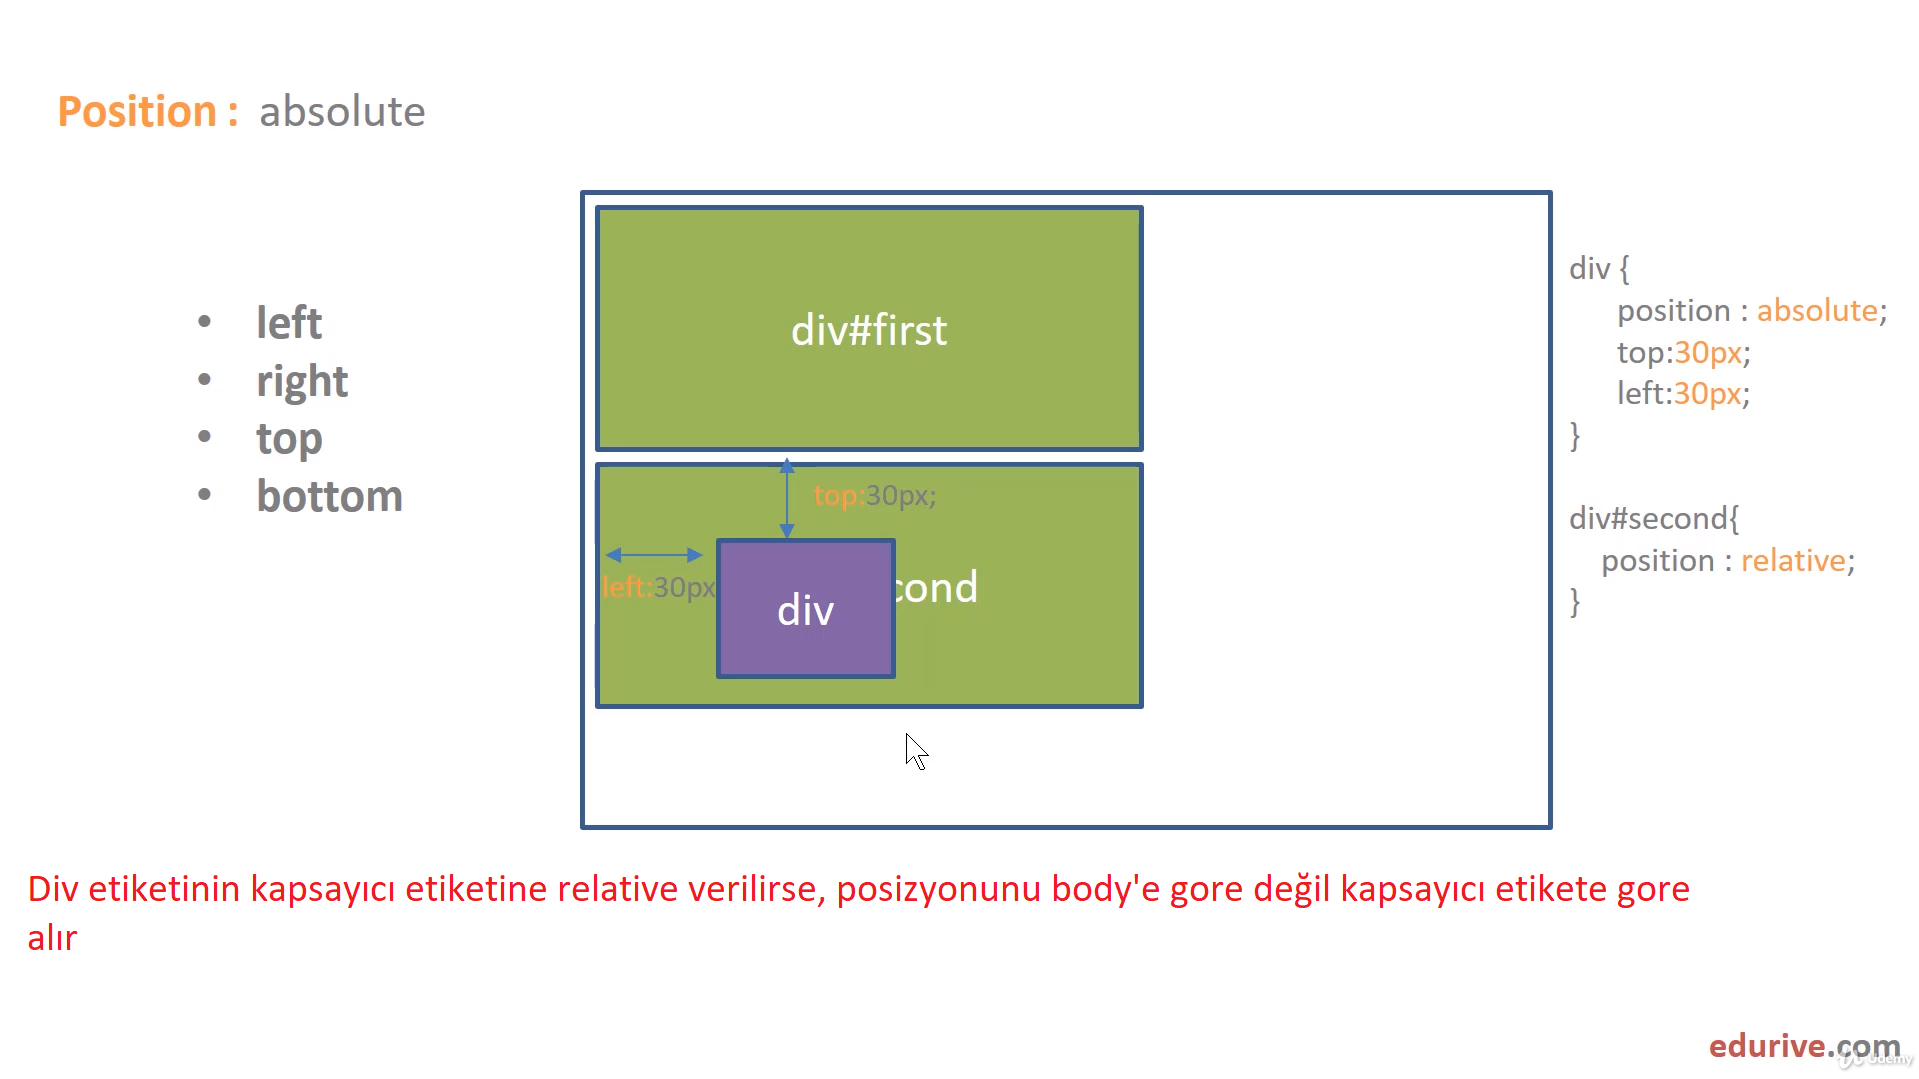 Position : absolute
• left
• right
• top
• bottom
div#first
top:30px;
left:30px
div
cond
div {
position : absolute;
top:30px;
left:30px;
}
div#second{
position : relative;
}
Div etiketinin kapsayıcı etiketine relative verilirse, posizyonunu body'e gore değil kapsayıcı etikete gore
alır
edurive.com
Udemy